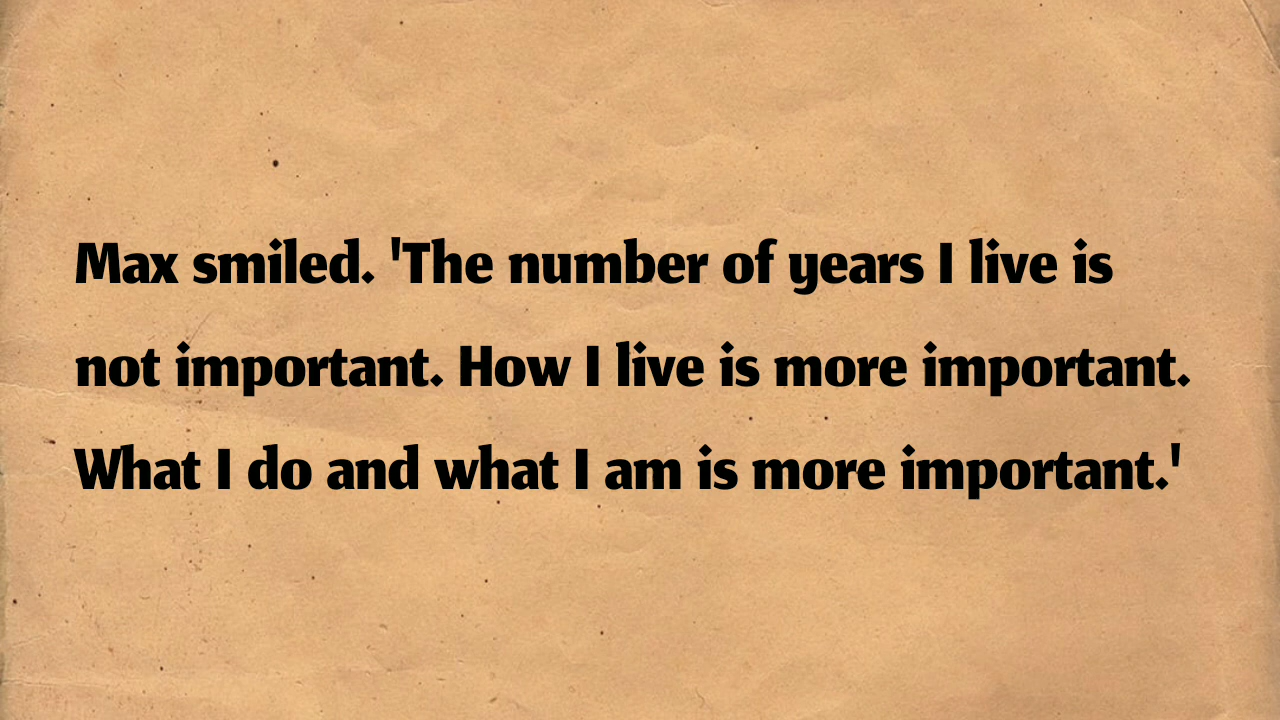 Max smiled. 'The number of years I live is
not important. How I live is more important.
What I do and what I am is more important.'